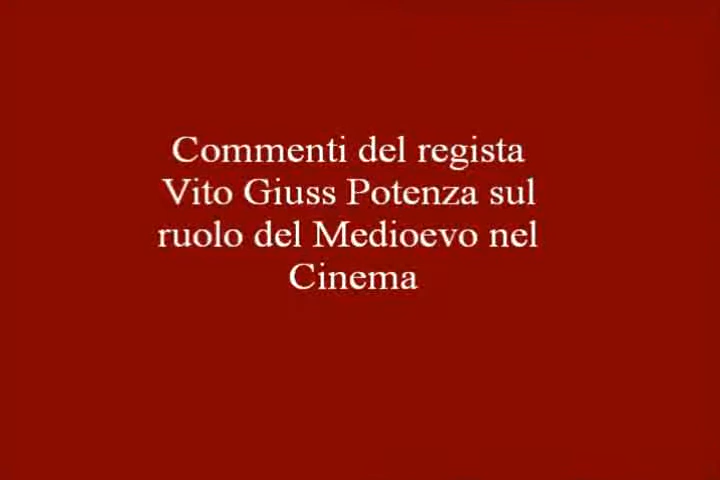 Commenti del regista
Vito Giuss Potenza sul
ruolo del Medioevo nel
Cinema